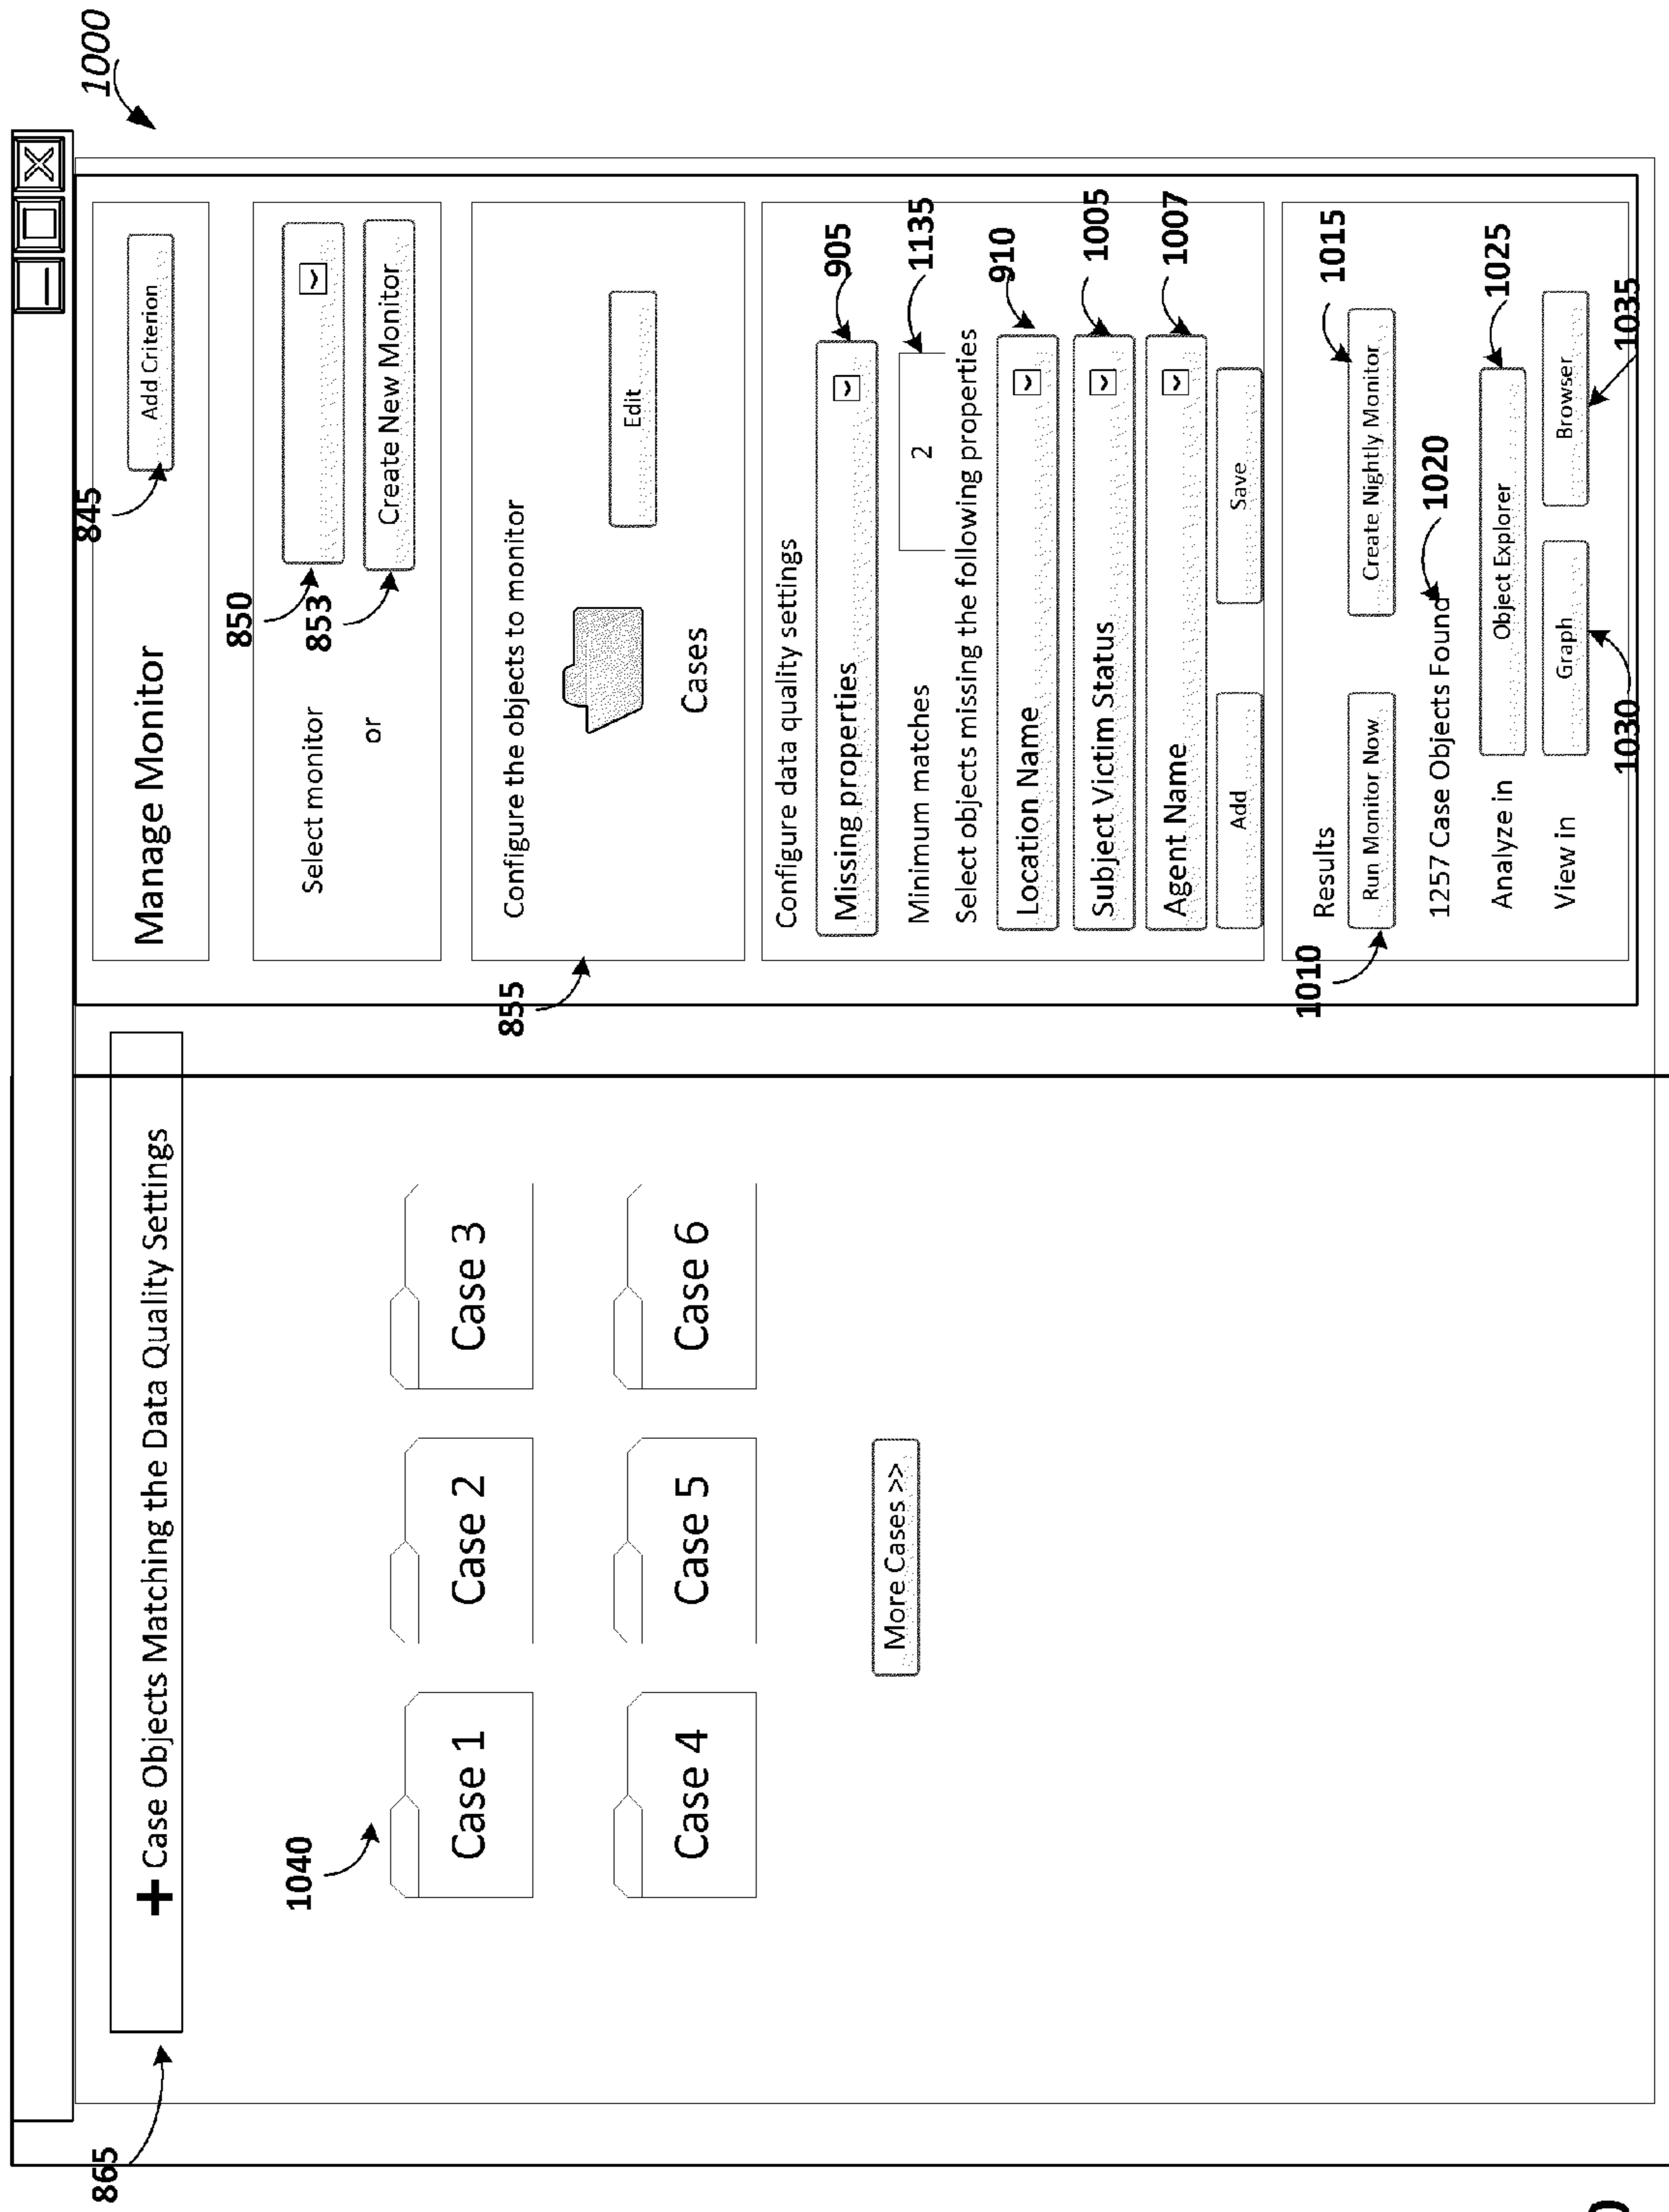 1000
865
+ Case Objects Matching the Data Quality Settings
1040
Case 1
Case 2
Case 3
Case 4
Case 5
Case 6
More Cases >>
Manage Monitor
845
Add Criterion
850
Select monitor
853
or
Create New Monitor
855
Configure the objects to monitor
Edit
Cases
Configure data quality settings
Missing properties
905
Minimum matches
2
1135
Select objects missing the following properties
910
Location Name
Subject Victim Status
1005
Agent Name
1007
Add
Save
Results
1010
Run Monitor Now
Create Nightly Monitor
1015
1257 Case Objects Found
1020
Analyze in
Object Explorer
1025
View in
Graph
Browser
1030
1035